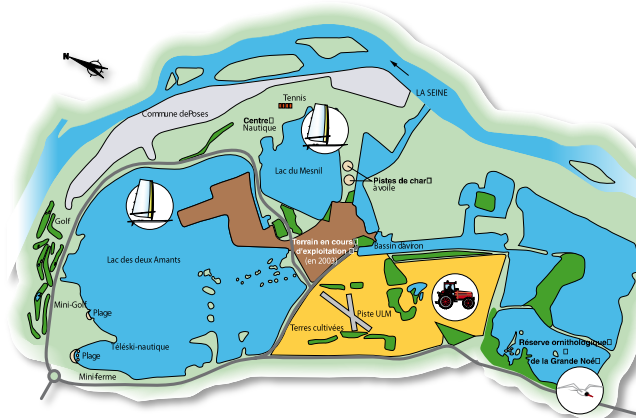 N
LA SEINE
Tennis
Commune dePoses
Centre□
Nautique
Lac du Mesnil
Pistes de char□
à voile
Golf
Terrain en cours□
d'exploitation□
(en 2003)
Bassin d'aviron
Lac des deux Amants
Mini-Golf
Plage
Piste ULM
Terres cultivées
Téléski-nautique
Réserve ornithologique□
□
de la Grande Noé□
Plage
Mini-ferme